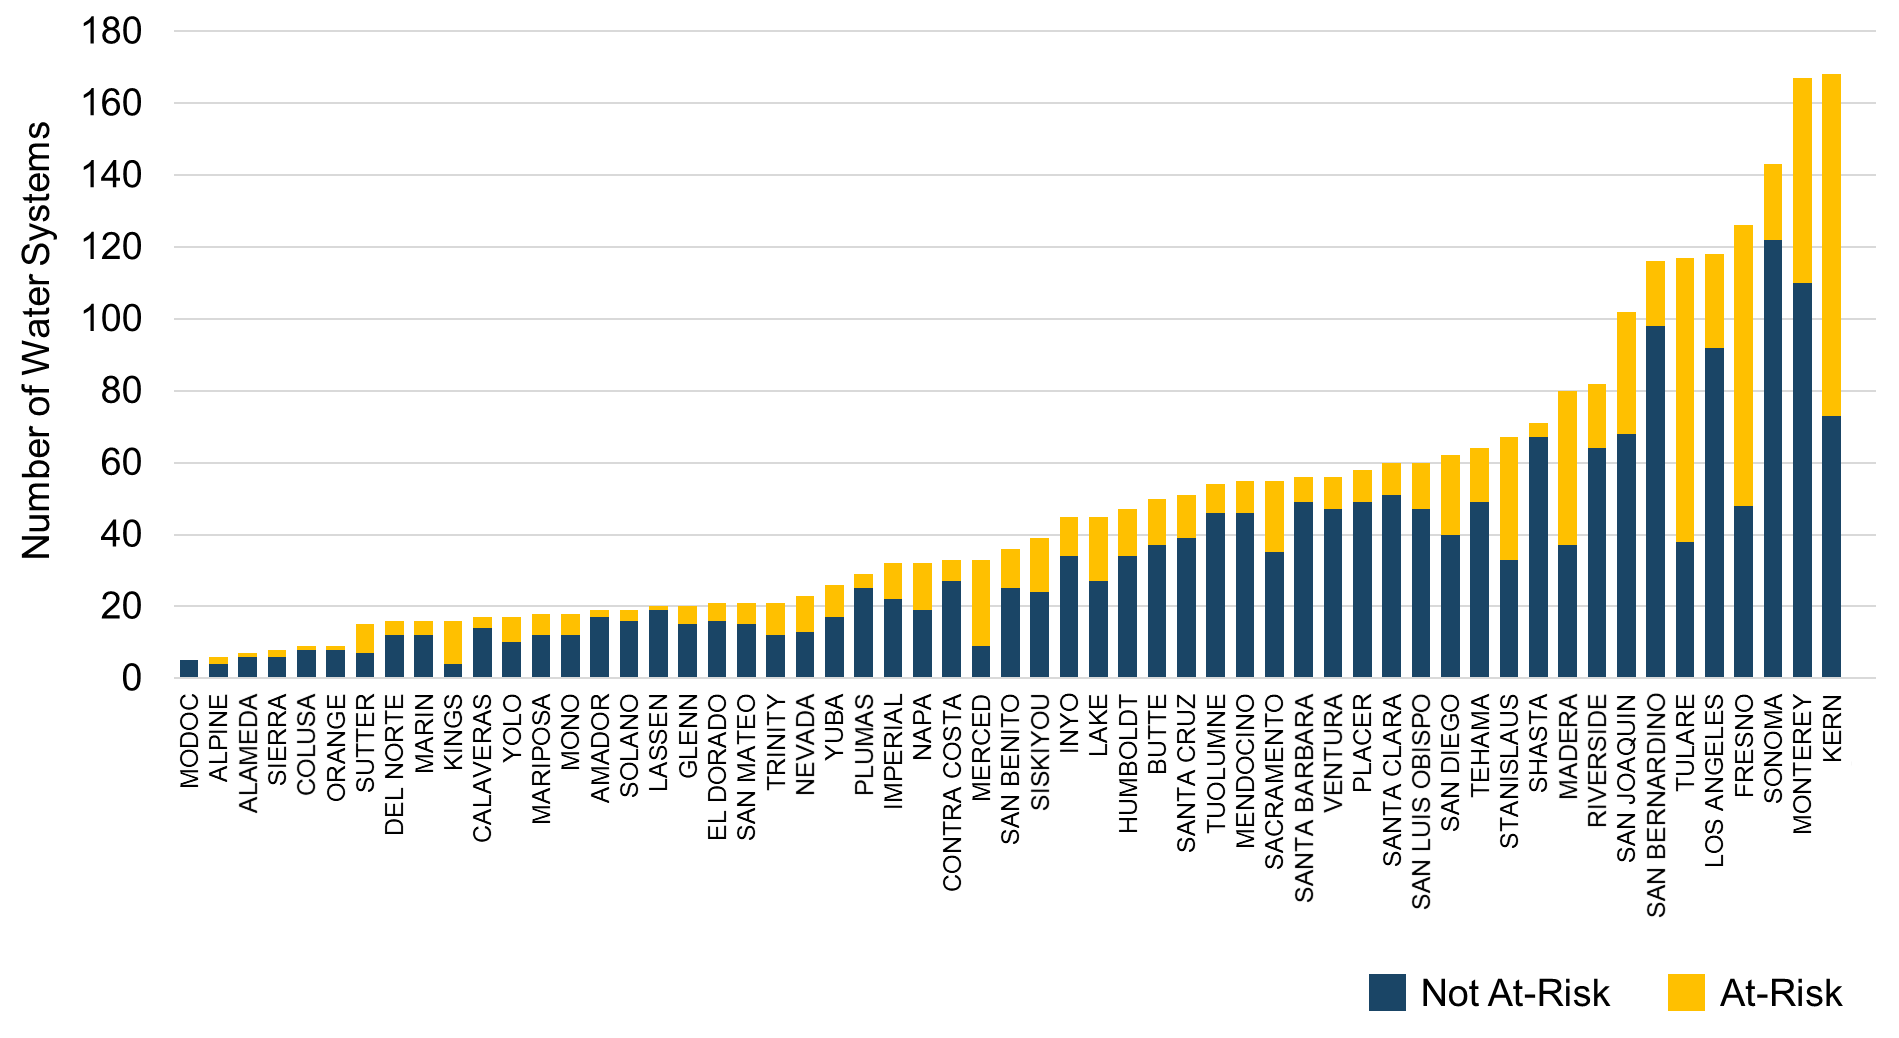 Number of Water Systems
180
160
140
120
100
80
60
40
20
0
MODOC
ALPINE
ALAMEDA
SIERRA
COLUSA
ORANGE
SUTTER
DEL NORTE
MARIN
KINGS
CALAVERAS
YOLO
MARIPOSA
MONO
AMADOR
SOLANO
LASSEN
GLENN
EL DORADO
SAN MATEO
TRINITY
NEVADA
YUBA
PLUMAS
IMPERIAL
NAPA
CONTRA COSTA
MERCED
SAN BENITO
SISKIYOU
INYO
LAKE
HUMBOLDT
BUTTE
SANTA CRUZ
TUOLUMNE
MENDOCINO
SACRAMENTO
SANTA BARBARA
VENTURA
PLACER
SANTA CLARA
SAN LUIS OBISPO
SAN DIEGO
TEHAMA
STANISLAUS
SHASTA
MADERA
RIVERSIDE
SAN JOAQUIN
SAN BERNARDINO
TULARE
LOS ANGELES
FRESNO
SONOMA
MONTEREY
KERN
Not At-Risk
At-Risk